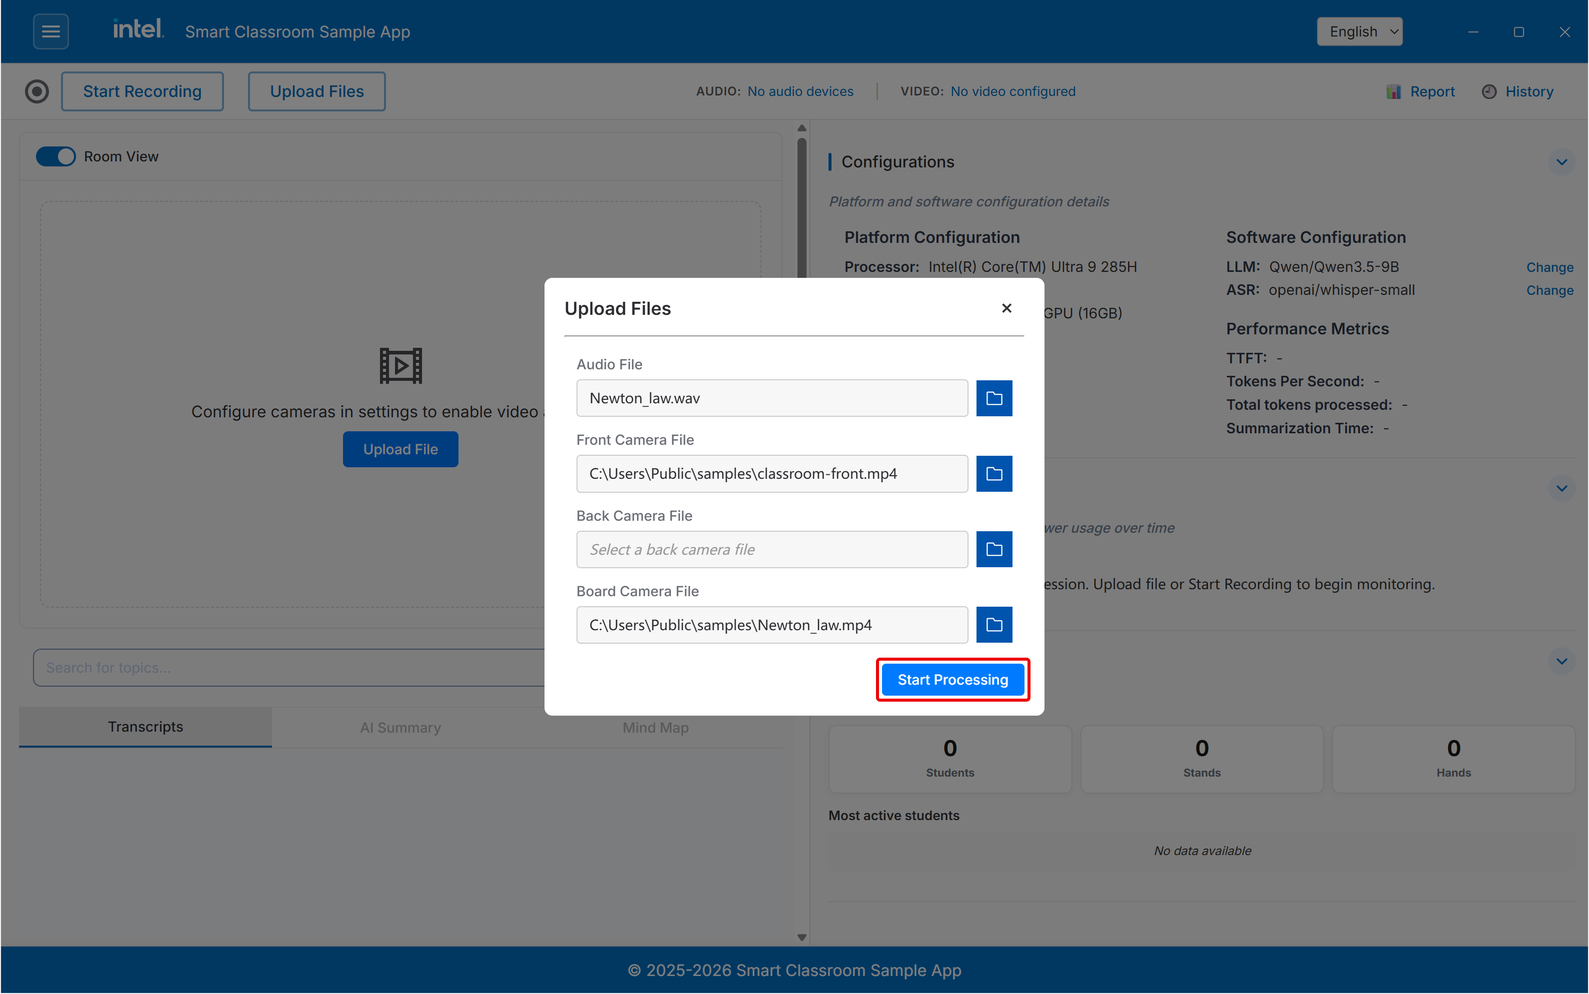 intel.
Smart Classroom Sample App
English
Start Recording
Upload Files
AUDIO: No audio devices
VIDEO: No video configured
Report
History
Room View
Configure cameras in settings to enable video
Upload File
Search for topics...
Transcripts
AI Summary
Mind Map
Upload Files
Audio File
Newton_law.wav
Front Camera File
C:\Users\Public\samples\classroom-front.mp4
Back Camera File
Select a back camera file
Board Camera File
C:\Users\Public\samples\Newton_law.mp4
Start Processing
Configurations
Platform and software configuration details
Platform Configuration
Processor: Intel(R) Core(TM) Ultra 9 285H
GPU (16GB)
Software Configuration
LLM: Qwen/Qwen3.5-9B Change
ASR: openai/whisper-small Change
Performance Metrics
TTFT: -
Tokens Per Second: -
Total tokens processed: -
Summarization Time: -
usage over time
Upload file or Start Recording to begin monitoring.
0
Students
0
Stands
0
Hands
Most active students
No data available
© 2025-2026 Smart Classroom Sample App